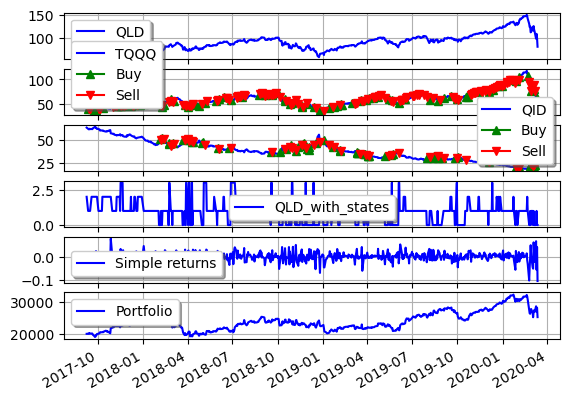 150
100
QLD
TQQQ
Buy
Sell
100
50
QID
Buy
Sell
50
25
2.5
0.0
QLD_with_states
0.0
−0.1
Simple returns
30000
20000
Portfolio
2017-10
2018-01
2018-04
2018-07
2018-10
2019-01
2019-04
2019-07
2019-10
2020-01
2020-04